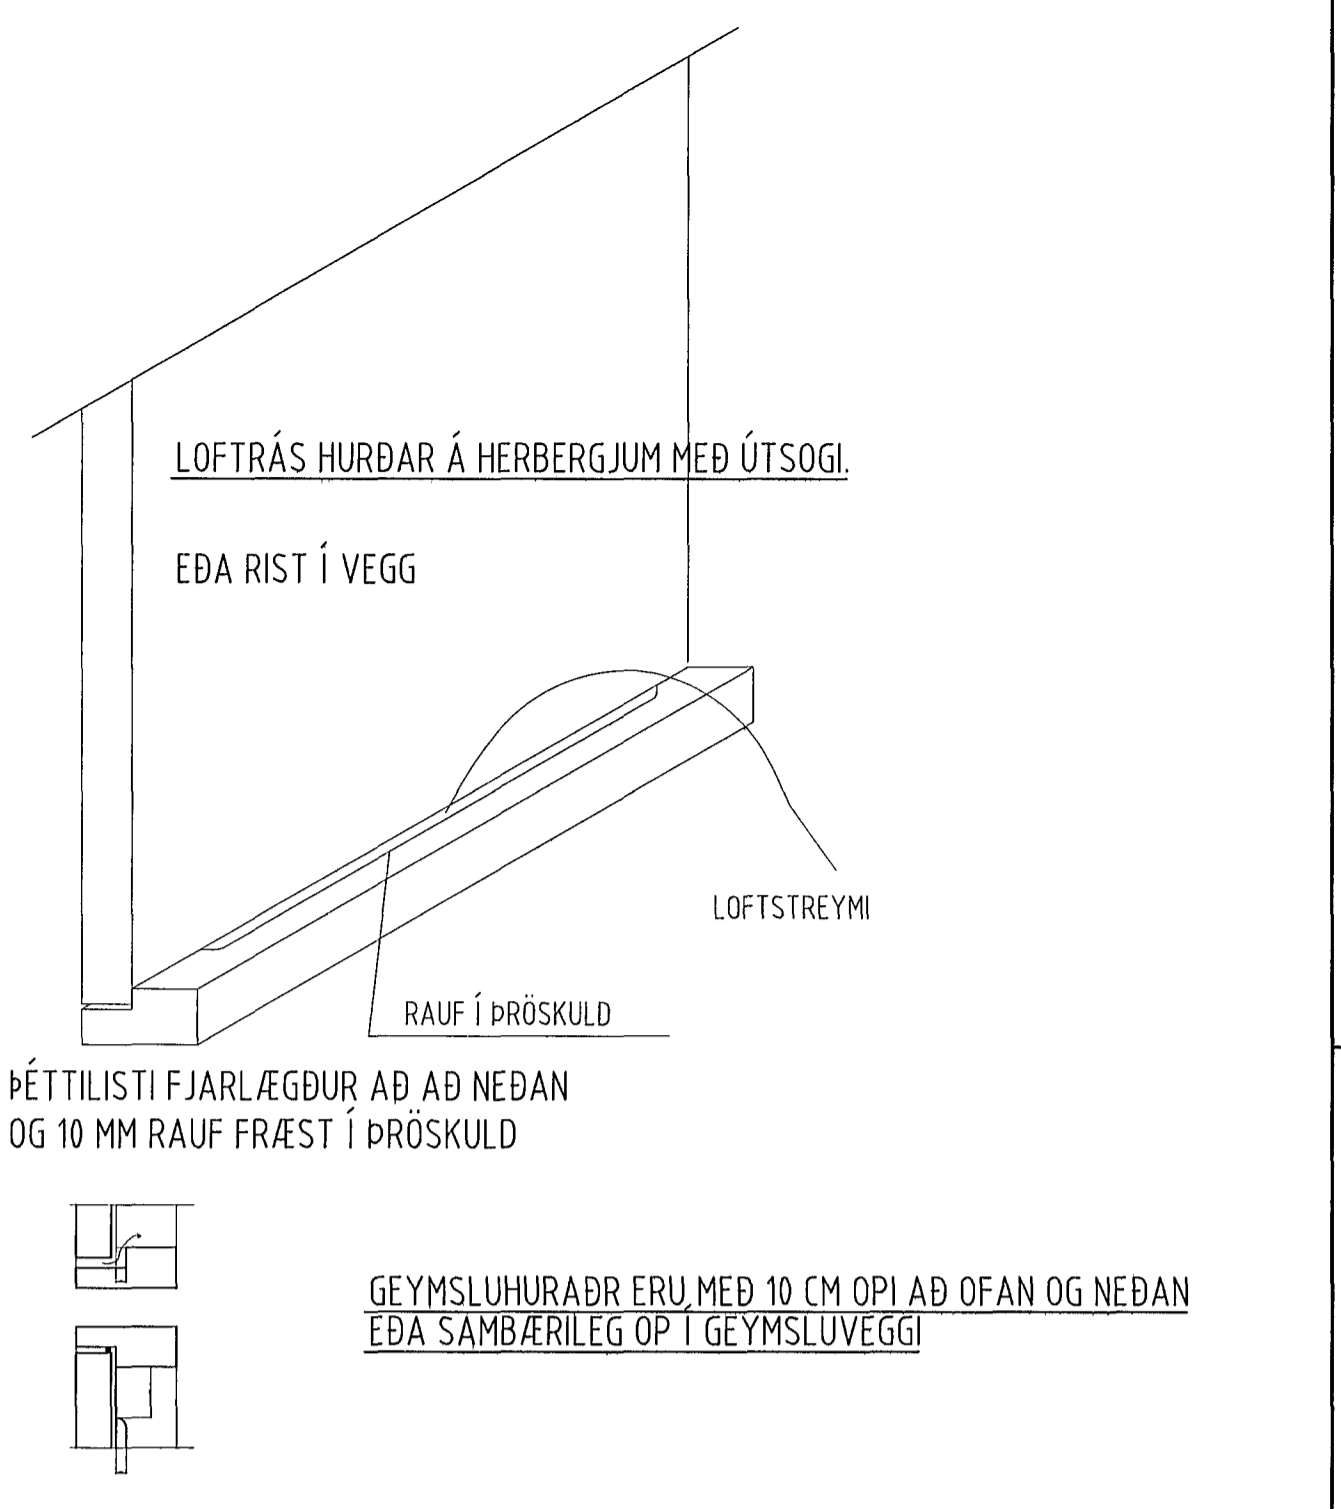 LOFTRÁS HURÐAR Á HERBERGJUM MEÐ ÚTSOGI.
EÐA RIST Í VEGG
LOFTSTREYMI
RAUF Í ÞRÖSKULD
ÞÉTTILISTI FJARLÆGÐUR AÐ AÐ NEÐAN
OG 10 MM RAUF FRÆST Í ÞRÖSKULD
GEYMSLUHURAÐR ERU MEÐ 10 CM OPI AÐ OFAN OG NEÐAN
EÐA SAMBÆRILEG OP Í GEYMSLUVEGGI